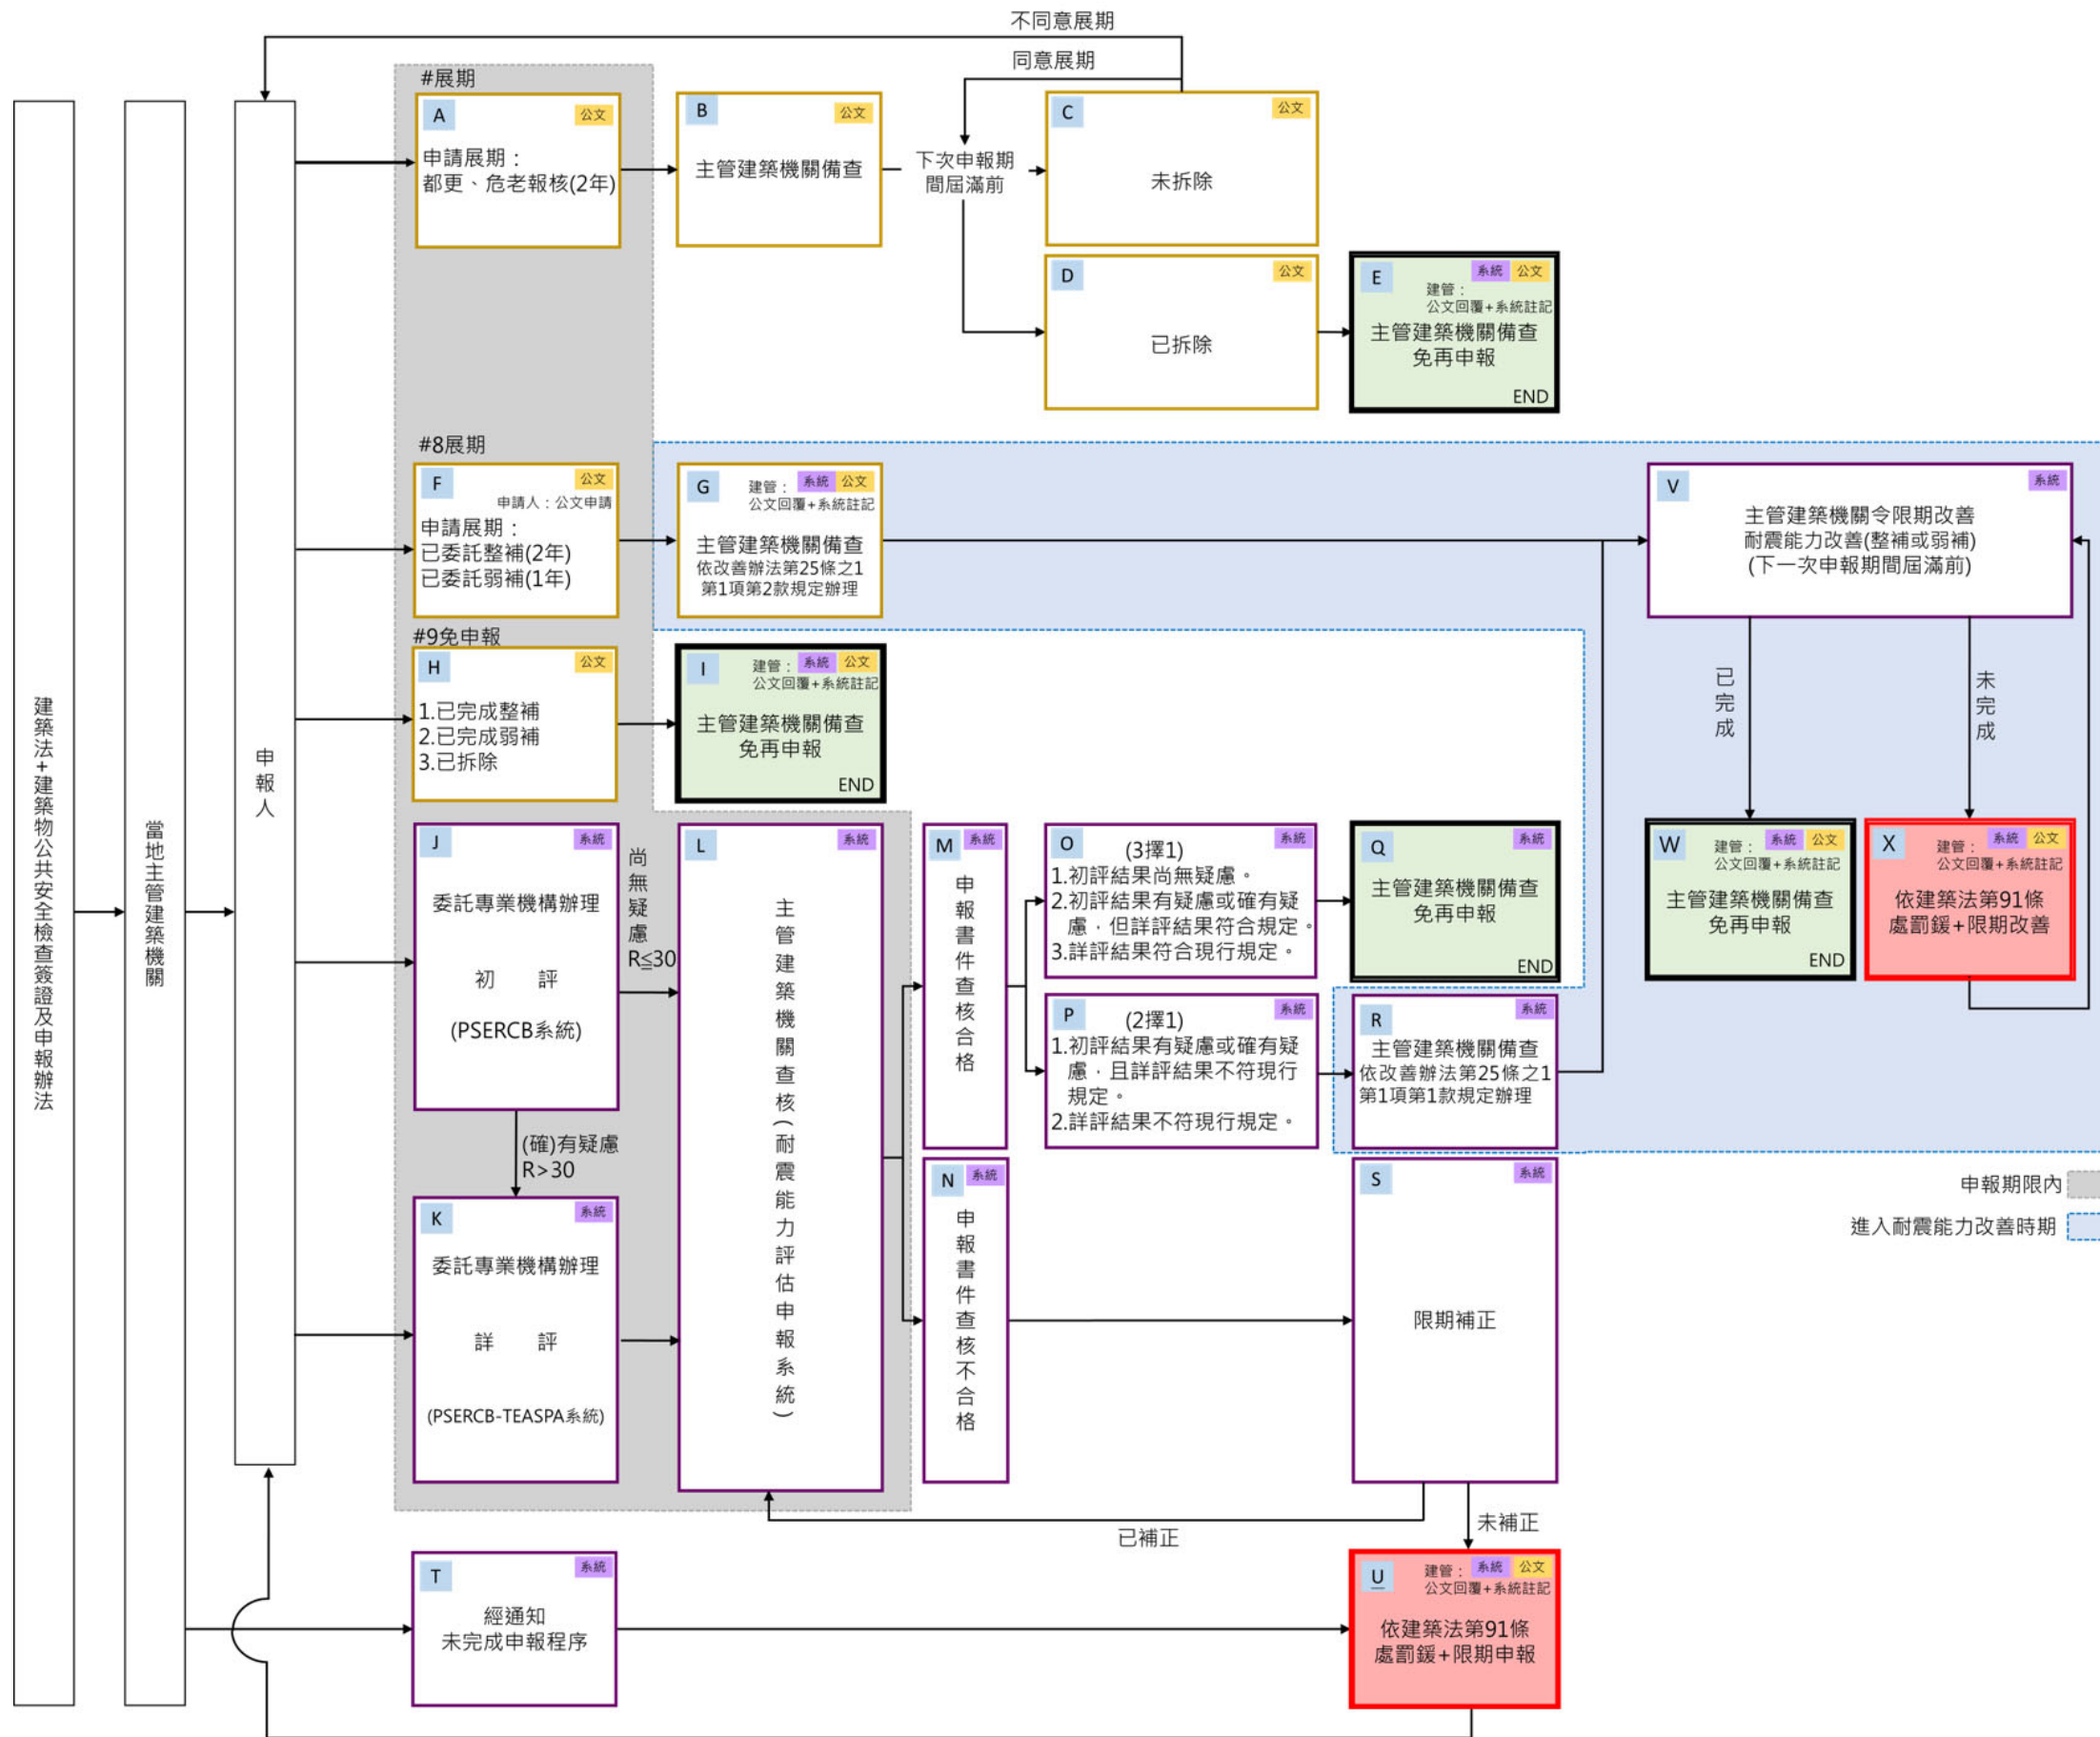 不同意展期
同意展期
#展期
A
公文
申請展期：
都更、危老報核(2年)
B
公文
主管建築機關備查
下次申報期
間屆滿前
C
公文
未拆除
D
公文
已拆除
E
系統
公文
建管：
公文回覆+系統註記
主管建築機關備查
免再申報
END
#8展期
F
公文
申請人：公文申請
申請展期：
已委託整補(2年)
已委託弱補(1年)
G
建管：
系統
公文
公文回覆+系統註記
主管建築機關備查
依改善辦法第25條之1
第1項第2款規定辦理
V
系統
主管建築機關令限期改善
耐震能力改善(整補或弱補)
(下一次申報期間屆滿前)
已完成
未完成
#9免申報
H
公文
1.已完成整補
2.已完成弱補
3.已拆除
I
建管：
系統
公文
公文回覆+系統註記
主管建築機關備查
免再申報
END
建築法+建築物公共安全檢查簽證及申報辦法
當地主管建築機關
申報人
J
系統
委託專業機構辦理
初 評
(PSERCB系統)
尚無疑慮
R≦30
(確)有疑慮
R>30
K
系統
委託專業機構辦理
詳 評
(PSERCB-TEASPA系統)
L
系統
主管建築機關查核(耐震能力評估申報系統)
M
系統
申報書件查核合格
N
系統
申報書件查核不合格
O
系統
(3擇1)
1.初評結果尚無疑慮。
2.初評結果有疑慮或確有疑
慮，但詳評結果符合規定。
3.詳評結果符合現行規定。
P
系統
(2擇1)
1.初評結果有疑慮或確有疑
慮，且詳評結果不符現行
規定。
2.詳評結果不符現行規定。
Q
系統
主管建築機關備查
免再申報
END
R
系統
主管建築機關備查
依改善辦法第25條之1
第1項第1款規定辦理
W
建管：
系統
公文
公文回覆+系統註記
主管建築機關備查
免再申報
END
X
建管：
系統
公文
公文回覆+系統註記
依建築法第91條
處罰鍰+限期改善
S
系統
限期補正
申報期限內
進入耐震能力改善時期
已補正
未補正
T
系統
經通知
未完成申報程序
U
建管：
系統
公文
公文回覆+系統註記
依建築法第91條
處罰鍰+限期申報